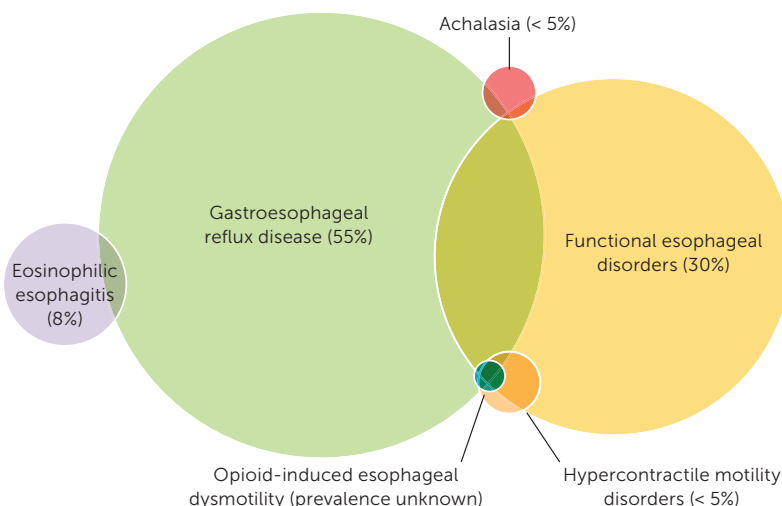 Achalasia (< 5%)
Gastroesophageal
reflux disease (55%)
Functional esophageal
disorders (30%)
Eosinophilic
esophagitis
(8%)
Opioid-induced esophageal
dysmotility (prevalence unknown)
Hypercontractile motility
disorders (< 5%)